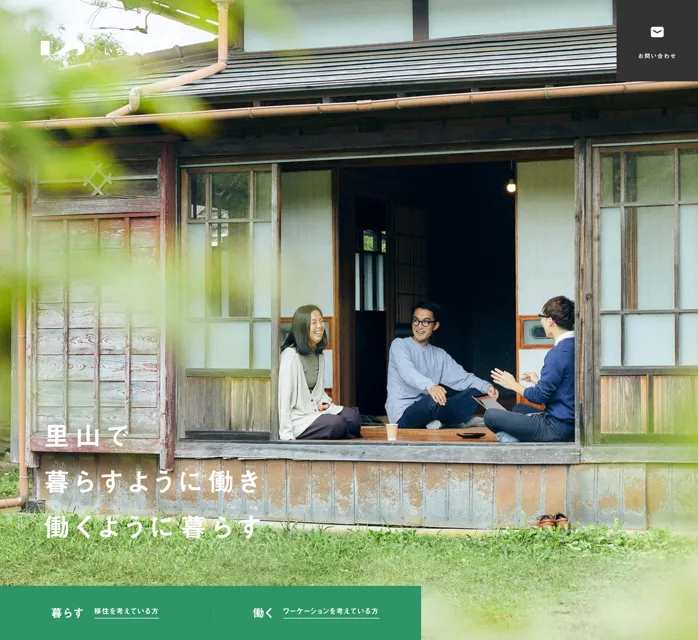 お問い合わせ
里山で
暮らすように働き
働くように暮らす
暮らす 移住を考えている方
働く ワーケーションを考えている方